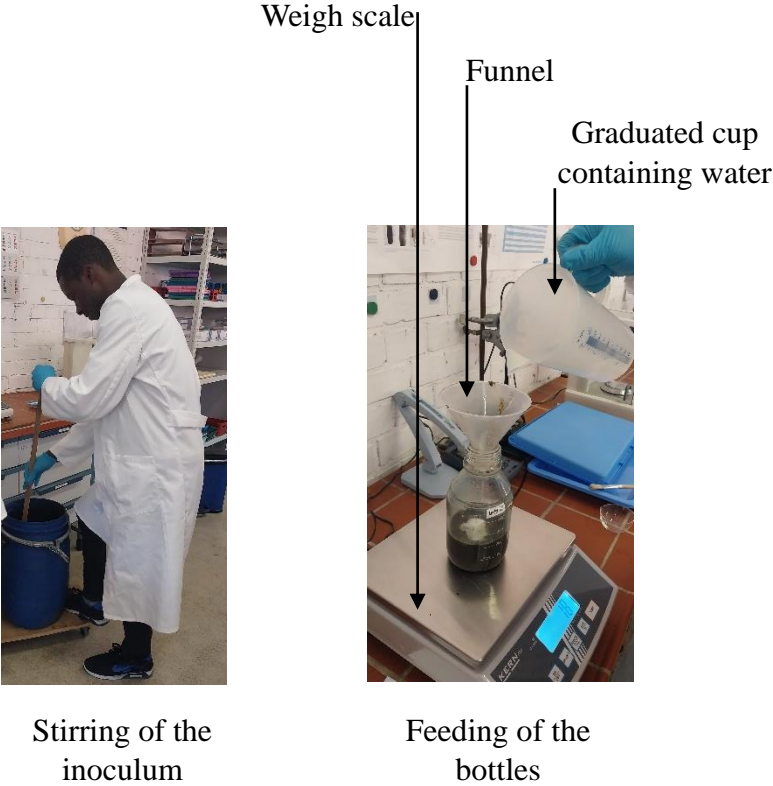 Weigh scale
Funnel
Graduated cup
containing water
KERN
Stirring of the
inoculum
Feeding of the
bottles